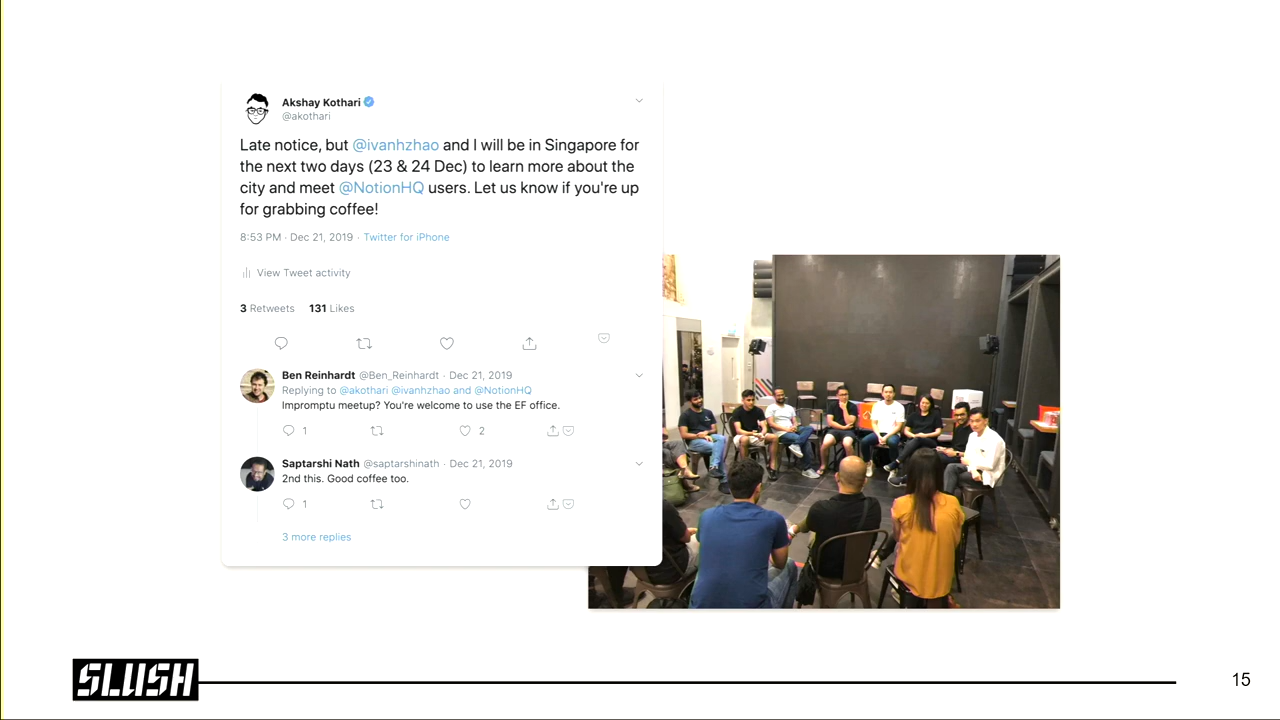 Akshay Kothari
@akothari
Late notice, but @ivanhzhao and I will be in Singapore for
the next two days (23 & 24 Dec) to learn more about the
city and meet @NotionHQ users. Let us know if you're up
for grabbing coffee!
8:53 PM · Dec 21, 2019 · Twitter for iPhone
View Tweet activity
3 Retweets 131 Likes
Ben Reinhardt @Ben_Reinhardt · Dec 21, 2019
Replying to @akothari @ivanhzhao and @NotionHQ
Impromptu meetup? You're welcome to use the EF office.
1 2
Saptarshi Nath @saptarshinath · Dec 21, 2019
2nd this. Good coffee too.
1
3 more replies
SLUSH
15